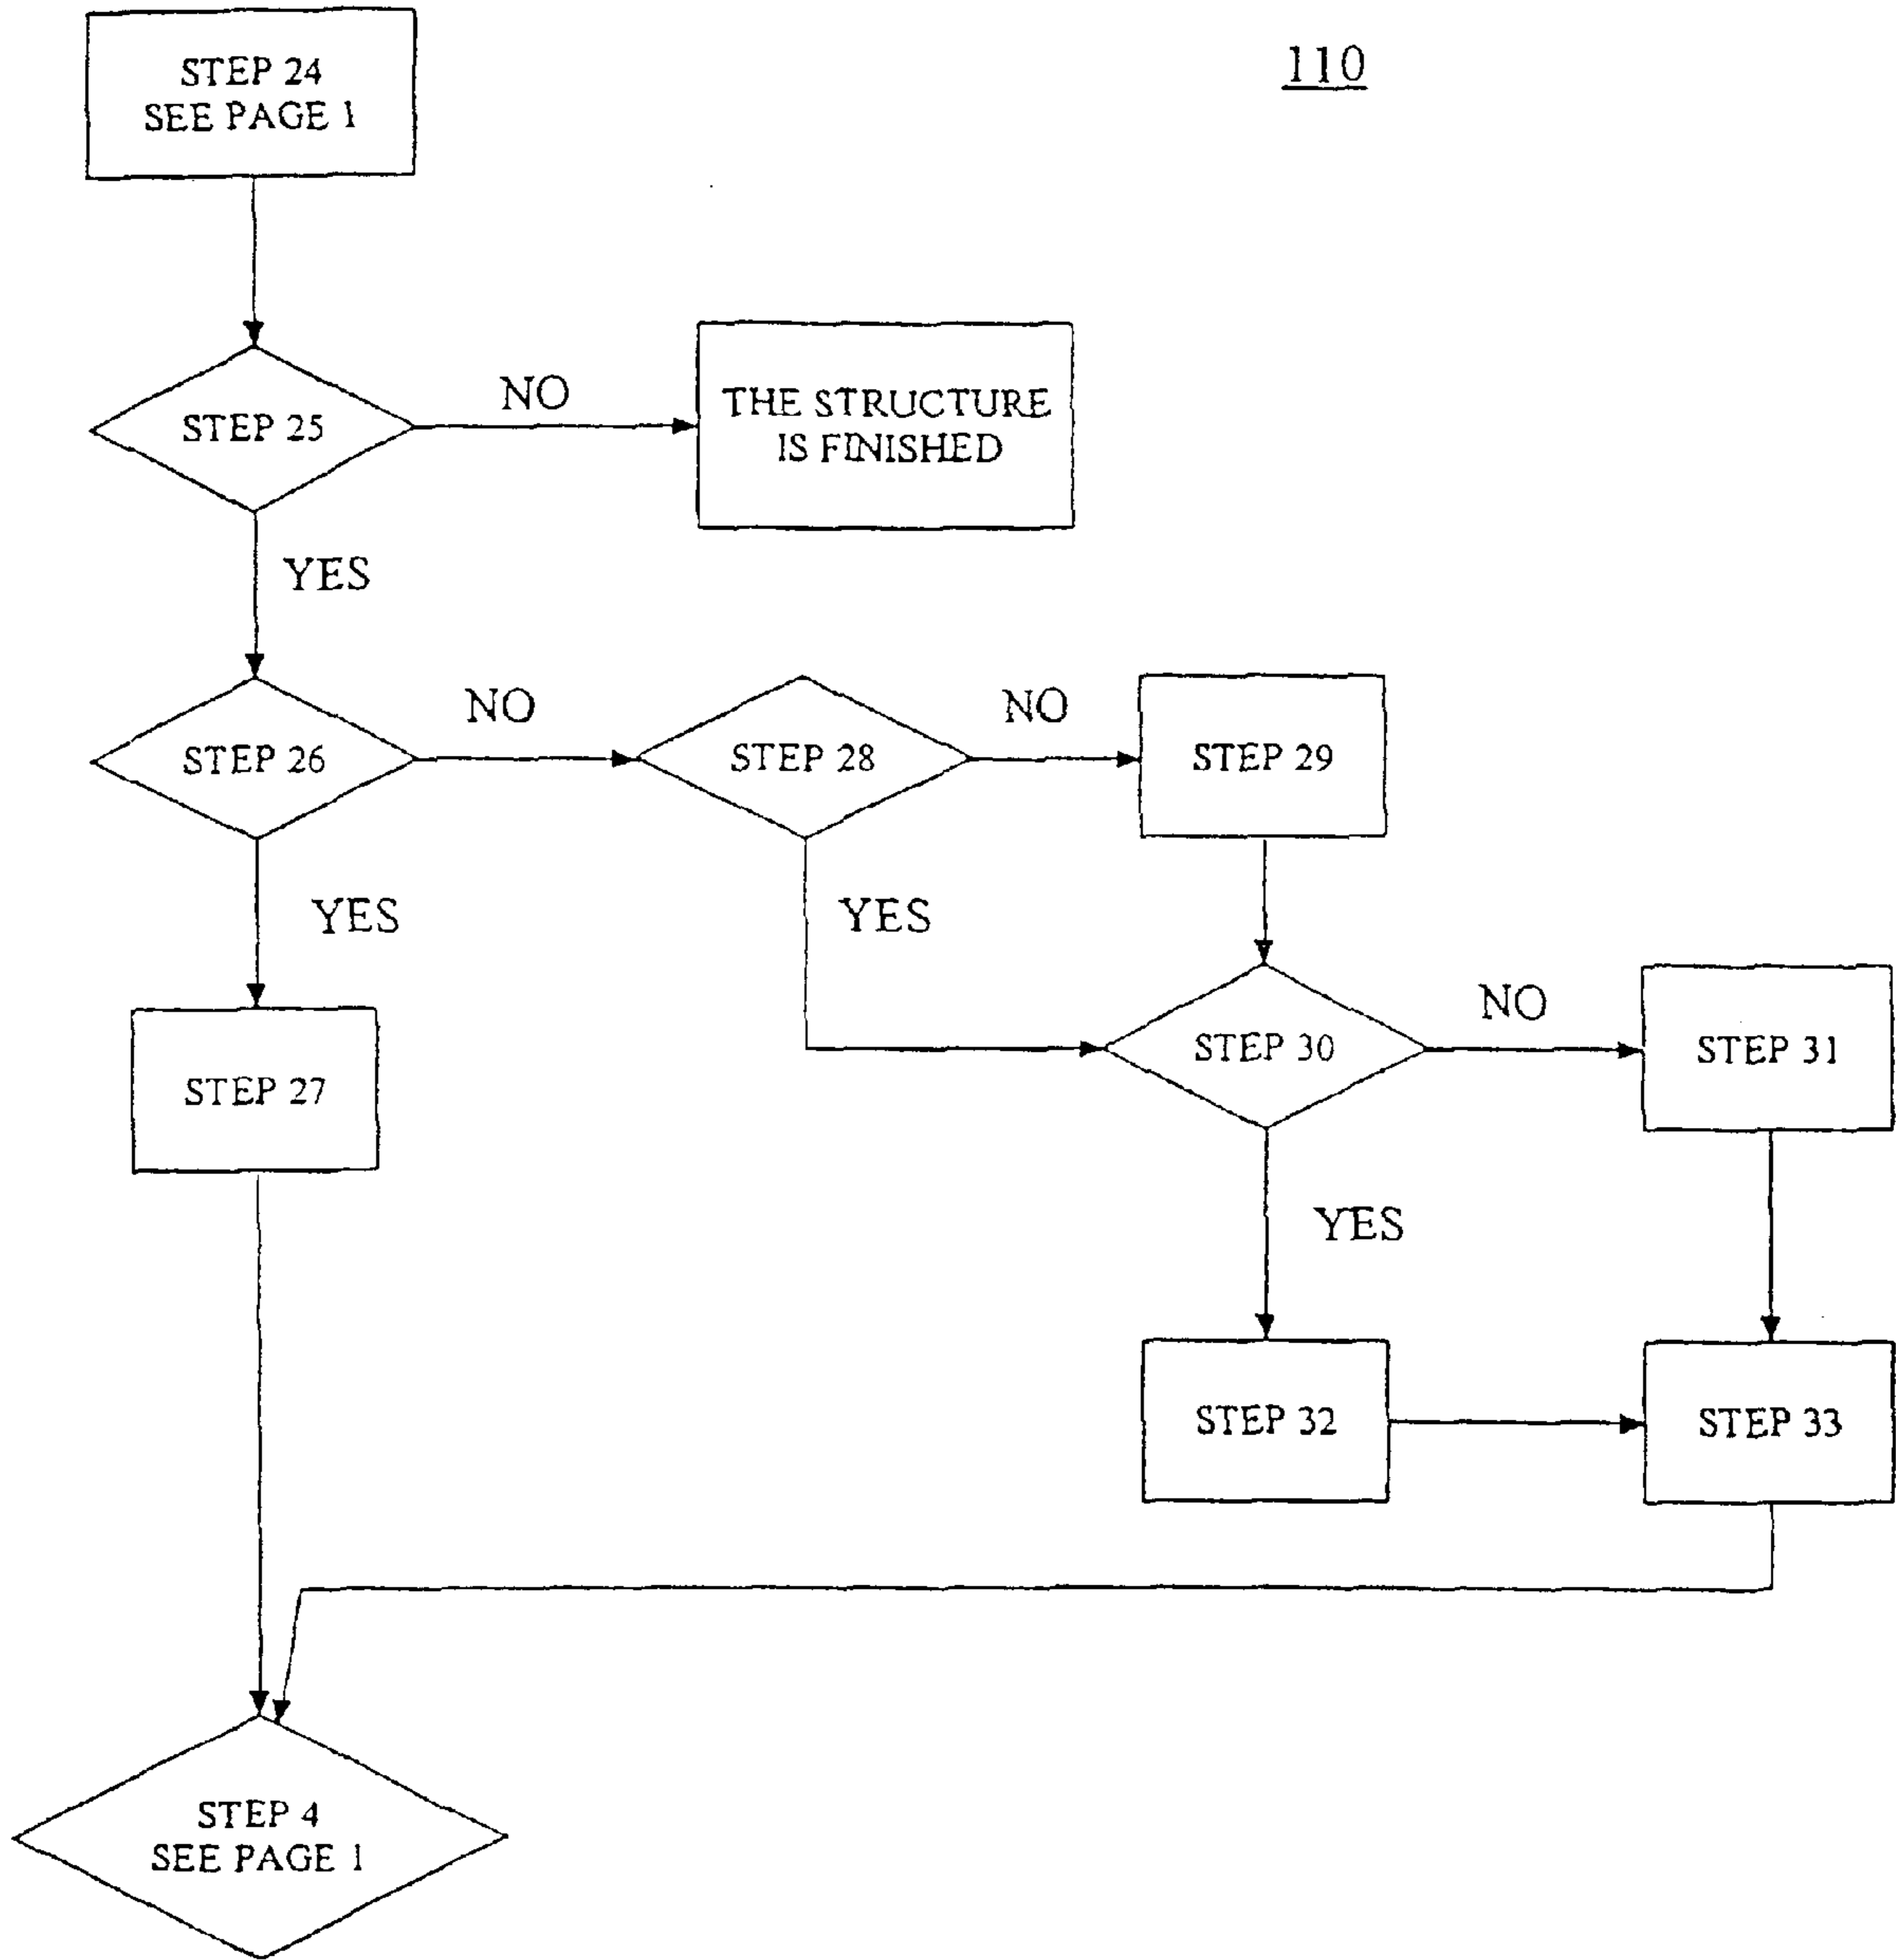 110
STEP 24
SEE PAGE 1
STEP 25
NO
THE STRUCTURE
IS FINISHED
YES
STEP 26
NO
STEP 28
NO
STEP 29
YES
YES
STEP 27
STEP 30
NO
STEP 31
YES
STEP 32
STEP 33
STEP 4
SEE PAGE 1